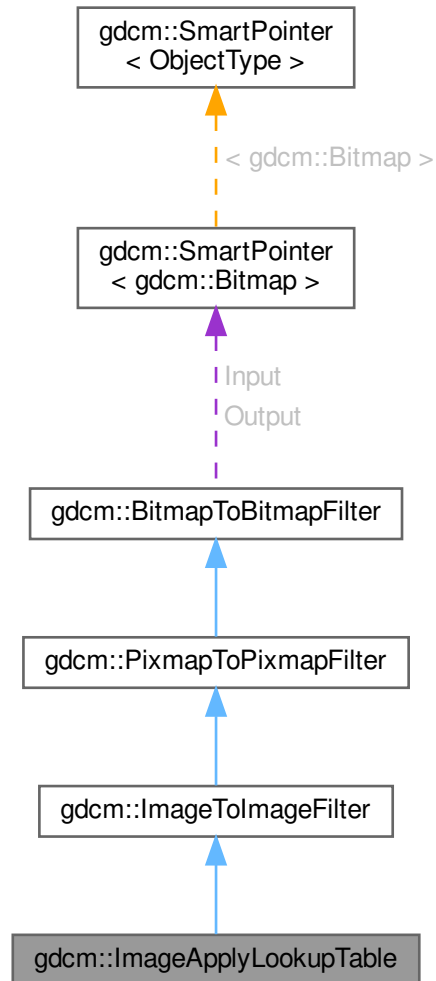 gdcm::SmartPointer
< ObjectType >
< gdcm::Bitmap >
gdcm::SmartPointer
< gdcm::Bitmap >
Input
Output
gdcm::BitmapToBitmapFilter
gdcm::PixmapToPixmapFilter
gdcm::ImageToImageFilter
gdcm::ImageApplyLookupTable